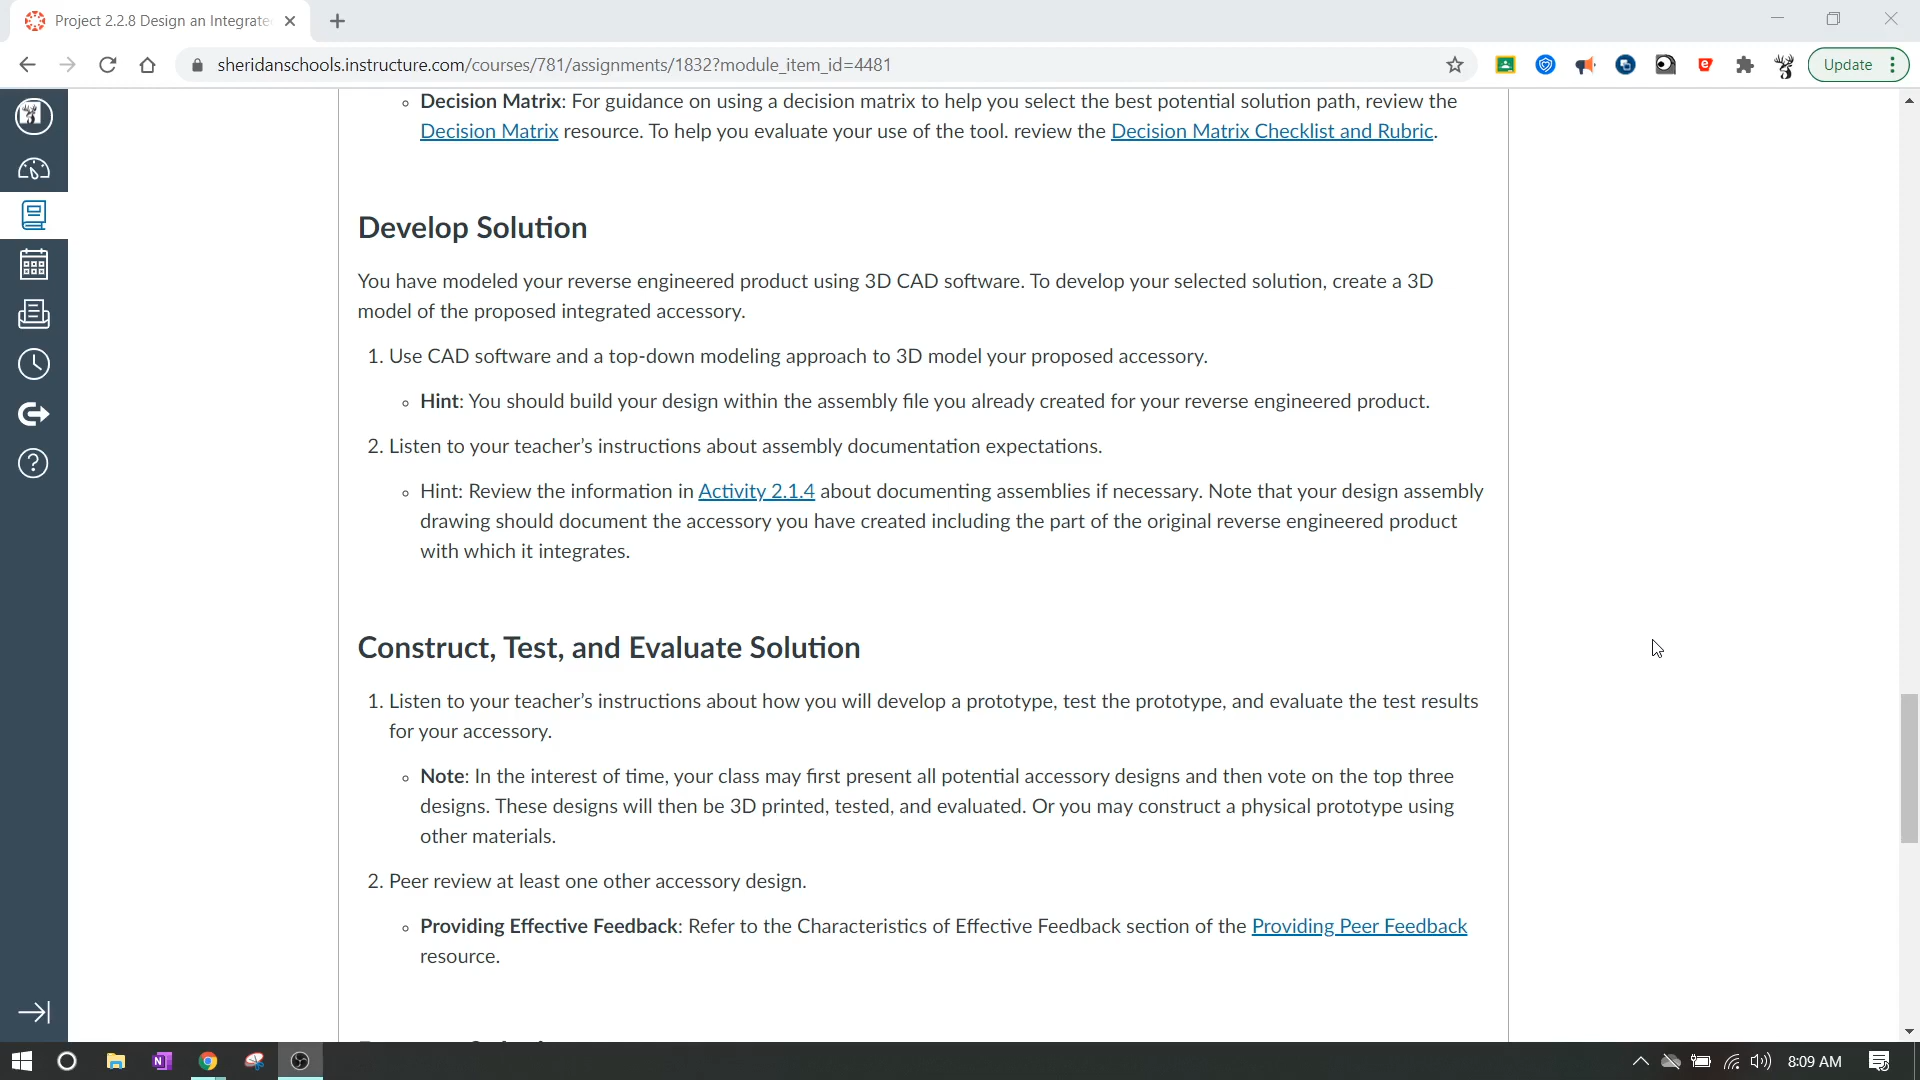 Project 2.2.8 Design an Integrate
sheridanschools.instructure.com/courses/781/assignments/1832?module_item_id=4481
Update
Decision Matrix: For guidance on using a decision matrix to help you select the best potential solution path, review the
Decision Matrix resource. To help you evaluate your use of the tool. review the Decision Matrix Checklist and Rubric.
Develop Solution
You have modeled your reverse engineered product using 3D CAD software. To develop your selected solution, create a 3D
model of the proposed integrated accessory.
1. Use CAD software and a top-down modeling approach to 3D model your proposed accessory.
Hint: You should build your design within the assembly file you already created for your reverse engineered product.
2. Listen to your teacher’s instructions about assembly documentation expectations.
Hint: Review the information in Activity 2.1.4 about documenting assemblies if necessary. Note that your design assembly
drawing should document the accessory you have created including the part of the original reverse engineered product
with which it integrates.
Construct, Test, and Evaluate Solution
1. Listen to your teacher’s instructions about how you will develop a prototype, test the prototype, and evaluate the test results
for your accessory.
Note: In the interest of time, your class may first present all potential accessory designs and then vote on the top three
designs. These designs will then be 3D printed, tested, and evaluated. Or you may construct a physical prototype using
other materials.
2. Peer review at least one other accessory design.
Providing Effective Feedback: Refer to the Characteristics of Effective Feedback section of the Providing Peer Feedback
resource.
8:09 AM